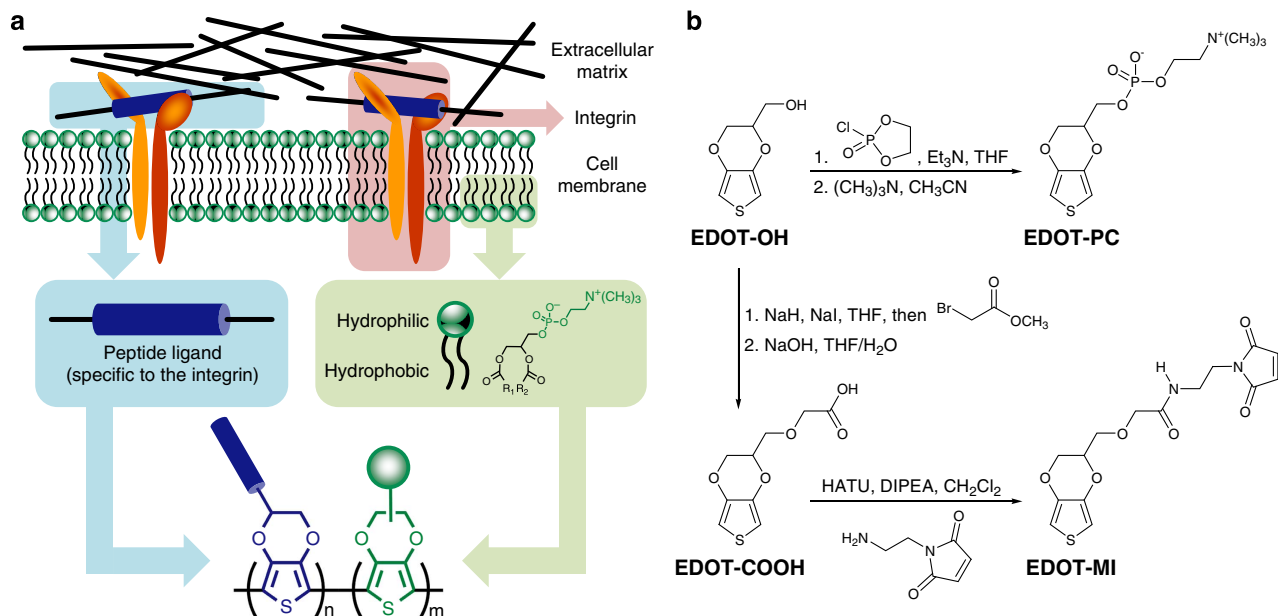 a
Extracellular
matrix
Integrin
Cell
membrane
Peptide ligand
(specific to the integrin)
Hydrophilic
Hydrophobic
N⁺(CH₃)₃
O⁻
O
P
O
O
O
O
O
O
R₁
R₂
O
O
S
n
O
O
S
m
b
OH
O
O
S
EDOT-OH
Cl
O
P
O
O
1. , Et₃N, THF
2. (CH₃)₃N, CH₃CN
N⁺(CH₃)₃
O⁻
O
P
O
O
O
O
S
EDOT-PC
1. NaH, NaI, THF, then
Br
O
O
CH₃
2. NaOH, THF/H₂O
OH
O
O
O
O
S
EDOT-COOH
HATU, DIPEA, CH₂Cl₂
H₂N
N
O
O
O
N
O
H
N
O
O
O
O
S
EDOT-MI